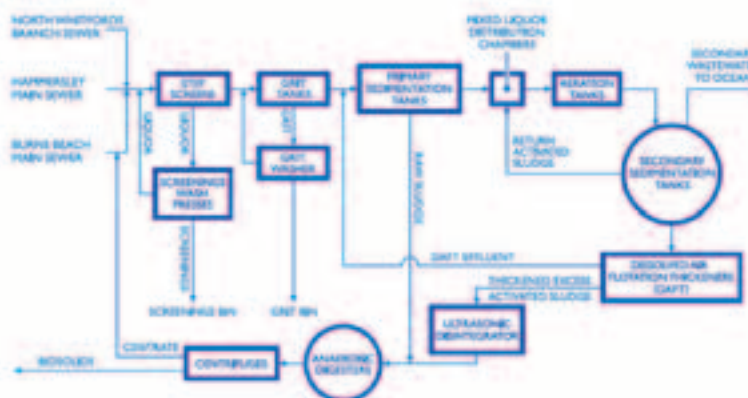 NORTH WHITFORDS
BRANCH SEWER
HAMMERSLEY
MAIN SEWER
BURNS BEACH
MAIN SEWER
STEP
SCREENS
GRIT
TANKS
PRIMARY
SEDIMENTATION
TANKS
MIXED LIQUOR
DISTRIBUTION
CHAMBERS
AERATION
TANKS
SECONDARY
WASTEWATER
TO OCEAN
LIQUOR
LIQUOR
GRIT
GRIT
WASHER
SCREENINGS
WASH
PRESSES
RAW SLUDGE
RETURN
ACTIVATED
SLUDGE
SECONDARY
SEDIMENTATION
TANKS
SCREENINGS
DAFT EFFLUENT
DISSOLVED AIR
FLOTATION THICKENERS
(DAFT)
THICKENED EXCESS
ACTIVATED SLUDGE
SCREENINGS BIN
GRIT BIN
ULTRASONIC
DISINTEGRATOR
CENTRATE
BIOSOLIDS
CENTRIFUGES
ANAEROBIC
DIGESTERS